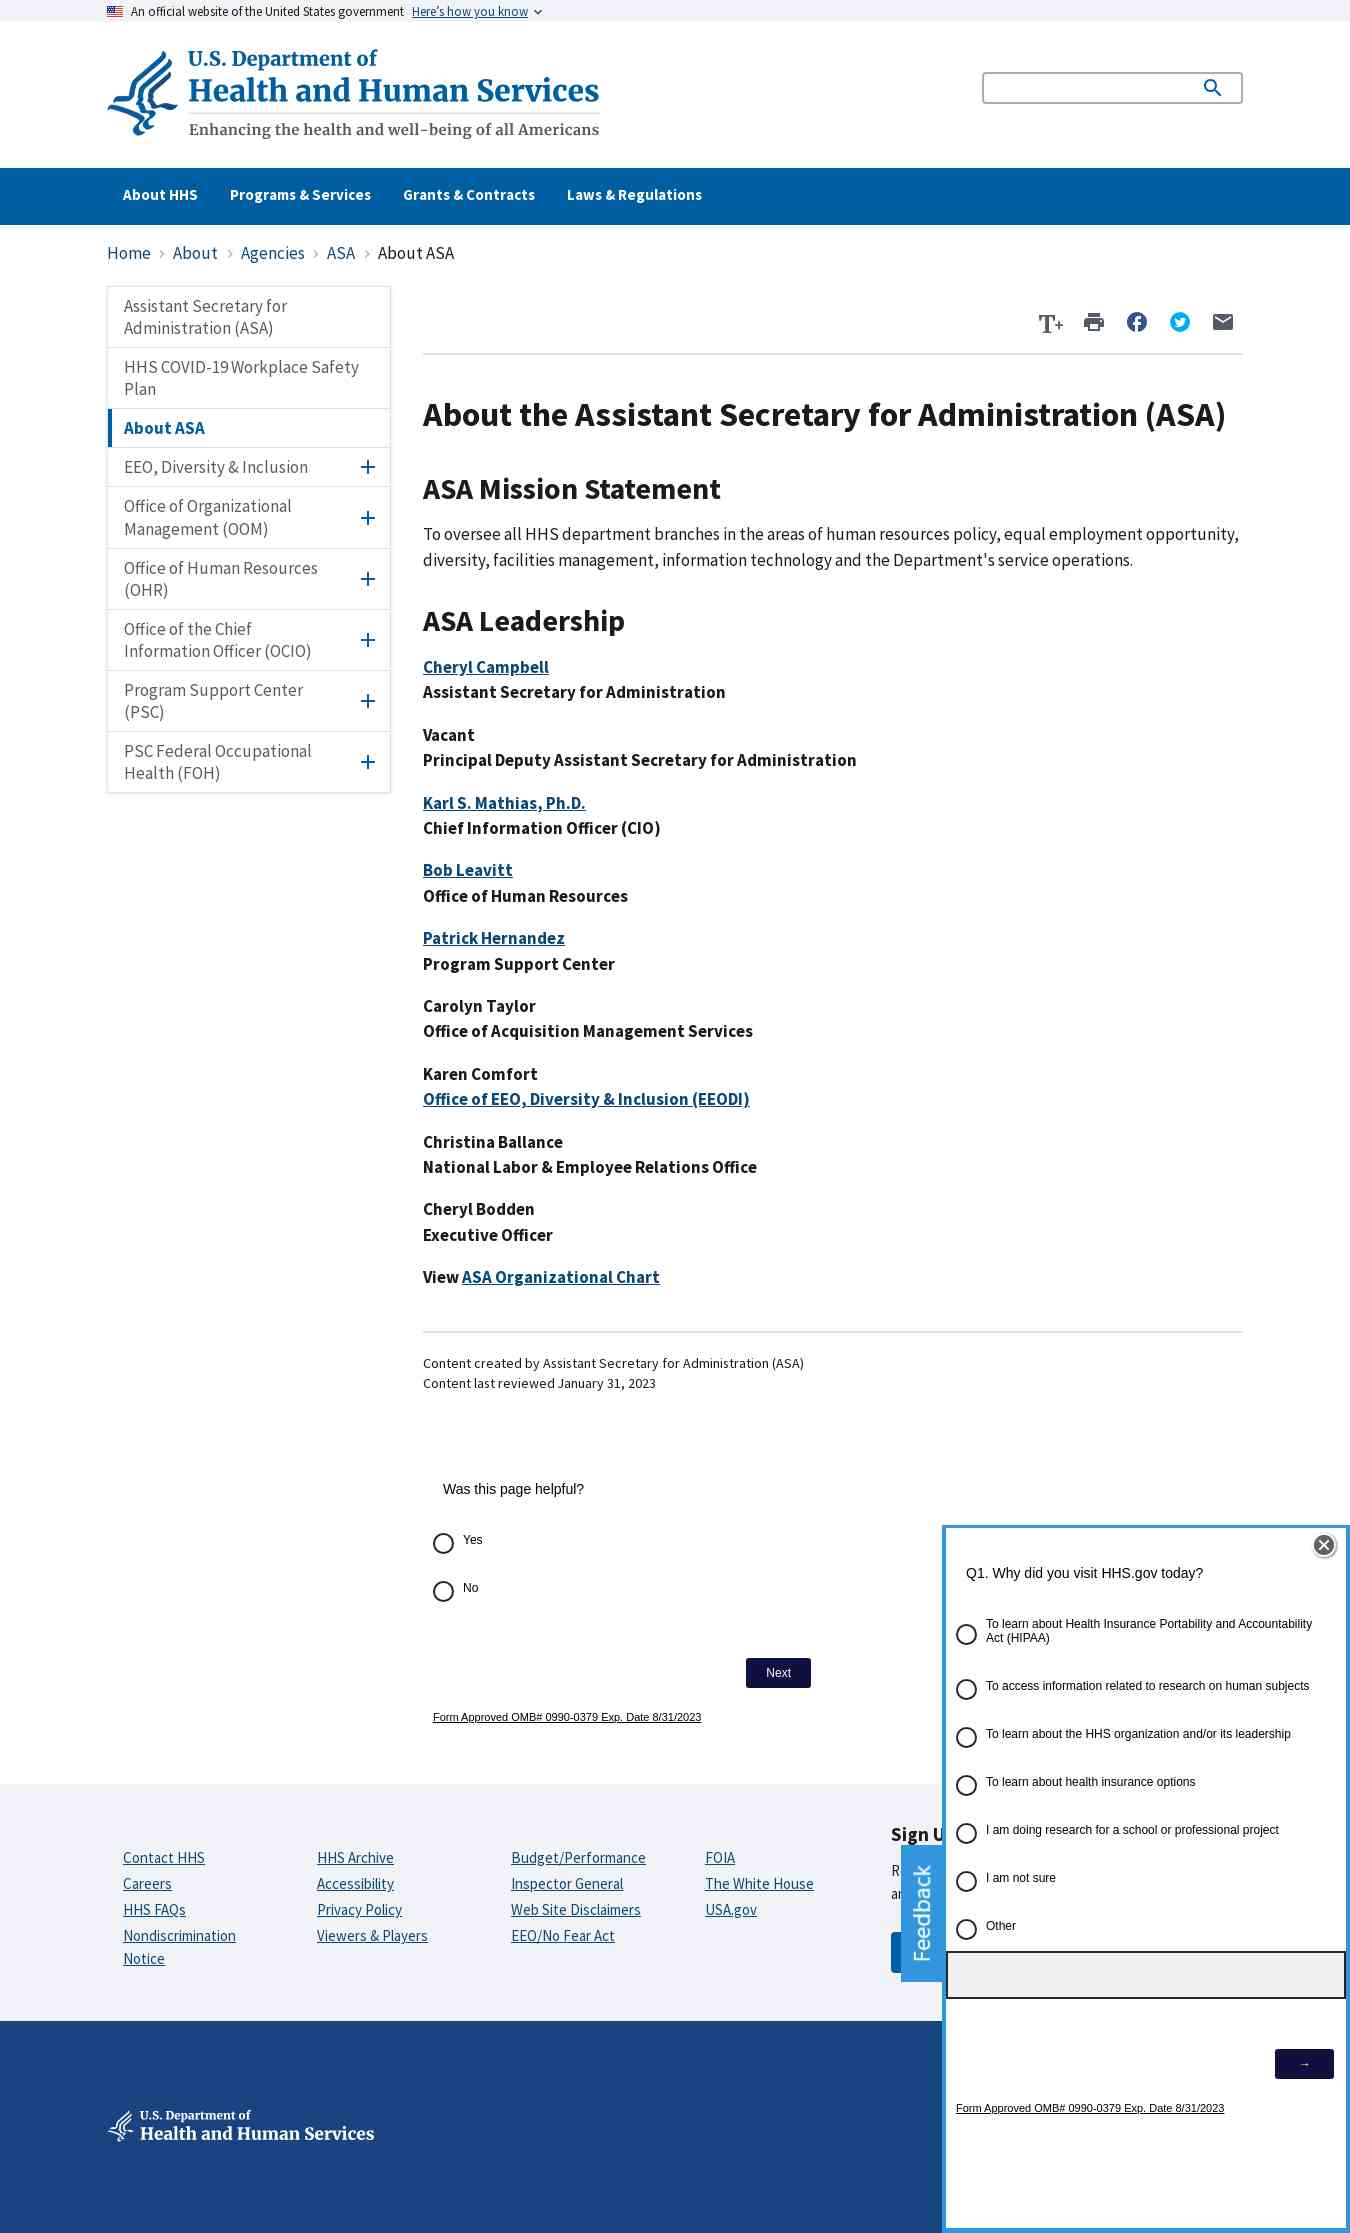 An official website of the United States government Here's how you know
U.S. Department of
Health and Human Services
Enhancing the health and well-being of all Americans
About HHS Programs & Services Grants & Contracts Laws & Regulations
Home About Agencies ASA About ASA
Assistant Secretary for
Administration (ASA)
HHS COVID-19 Workplace Safety
Plan
About ASA
EEO, Diversity & Inclusion
Office of Organizational
Management (OOM)
Office of Human Resources
(OHR)
Office of the Chief
Information Officer (OCIO)
Program Support Center
(PSC)
PSC Federal Occupational
Health (FOH)
T+
About the Assistant Secretary for Administration (ASA)
ASA Mission Statement
To oversee all HHS department branches in the areas of human resources policy, equal employment opportunity,
diversity, facilities management, information technology and the Department's service operations.
ASA Leadership
Cheryl Campbell
Assistant Secretary for Administration
Vacant
Principal Deputy Assistant Secretary for Administration
Karl S. Mathias, Ph.D.
Chief Information Officer (CIO)
Bob Leavitt
Office of Human Resources
Patrick Hernandez
Program Support Center
Carolyn Taylor
Office of Acquisition Management Services
Karen Comfort
Office of EEO, Diversity & Inclusion (EEODI)
Christina Ballance
National Labor & Employee Relations Office
Cheryl Bodden
Executive Officer
View ASA Organizational Chart
Content created by Assistant Secretary for Administration (ASA)
Content last reviewed January 31, 2023
Was this page helpful?
Yes
No
Next
Form Approved OMB# 0990-0379 Exp. Date 8/31/2023
Q1. Why did you visit HHS.gov today?
To learn about Health Insurance Portability and Accountability
Act (HIPAA)
To access information related to research on human subjects
To learn about the HHS organization and/or its leadership
To learn about health insurance options
I am doing research for a school or professional project
I am not sure
Other
→
Form Approved OMB# 0990-0379 Exp. Date 8/31/2023
Feedback
Contact HHS
Careers
HHS FAQs
Nondiscrimination
Notice
HHS Archive
Accessibility
Privacy Policy
Viewers & Players
Budget/Performance
Inspector General
Web Site Disclaimers
EEO/No Fear Act
FOIA
The White House
USA.gov
Sign
U.S. Department of
Health and Human Services